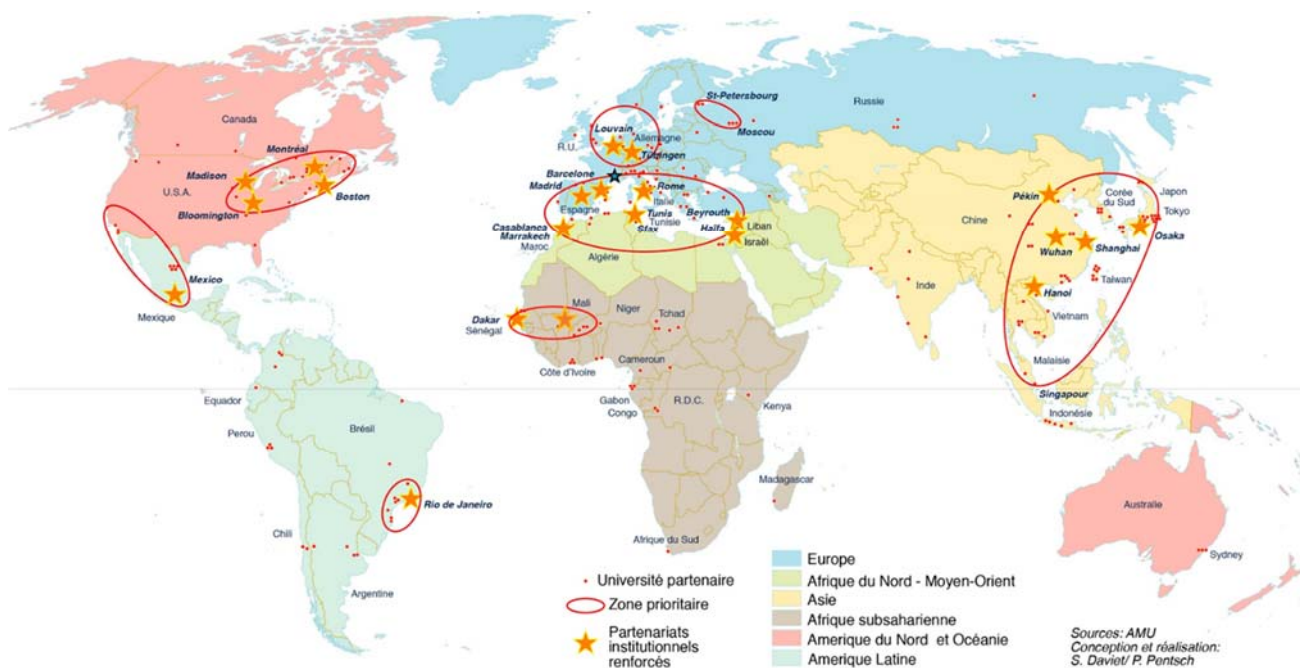 St-Petersbourg
Russie
Canada
Louvain
Allemagne
Moscou
R.U.
Tübingen
Montréal
Madison
U.S.A.
Boston
Bloomington
Barcelone
Madrid
Rome
Italie
Espagne
Tunis
Tunisie
Sfax
Beyrouth
Haïfa
Liban
Israël
Casablanca
Marrakech
Maroc
Algérie
Pékin
Corée
du Sud
Japon
Tokyo
Chine
Osaka
Wuhan
Shanghai
Taïwan
Hanoi
Inde
Vietnam
Mexico
Mexique
Mali
Niger
Tchad
Dakar
Sénégal
Côte d'Ivoire
Cameroun
Malaisie
Singapour
Indonésie
Equador
Gabon
Congo
R.D.C.
Kenya
Perou
Brésil
Madagascar
Rio de Janeiro
Australie
Chili
Afrique du Sud
Sydney
Argentine
Université partenaire
Zone prioritaire
Partenariats
institutionnels
renforcés
Europe
Afrique du Nord - Moyen-Orient
Asie
Afrique subsaharienne
Amerique du Nord et Océanie
Amerique Latine
Sources: AMU
Conception et réalisation:
S. Daviet/ P. Pentsch